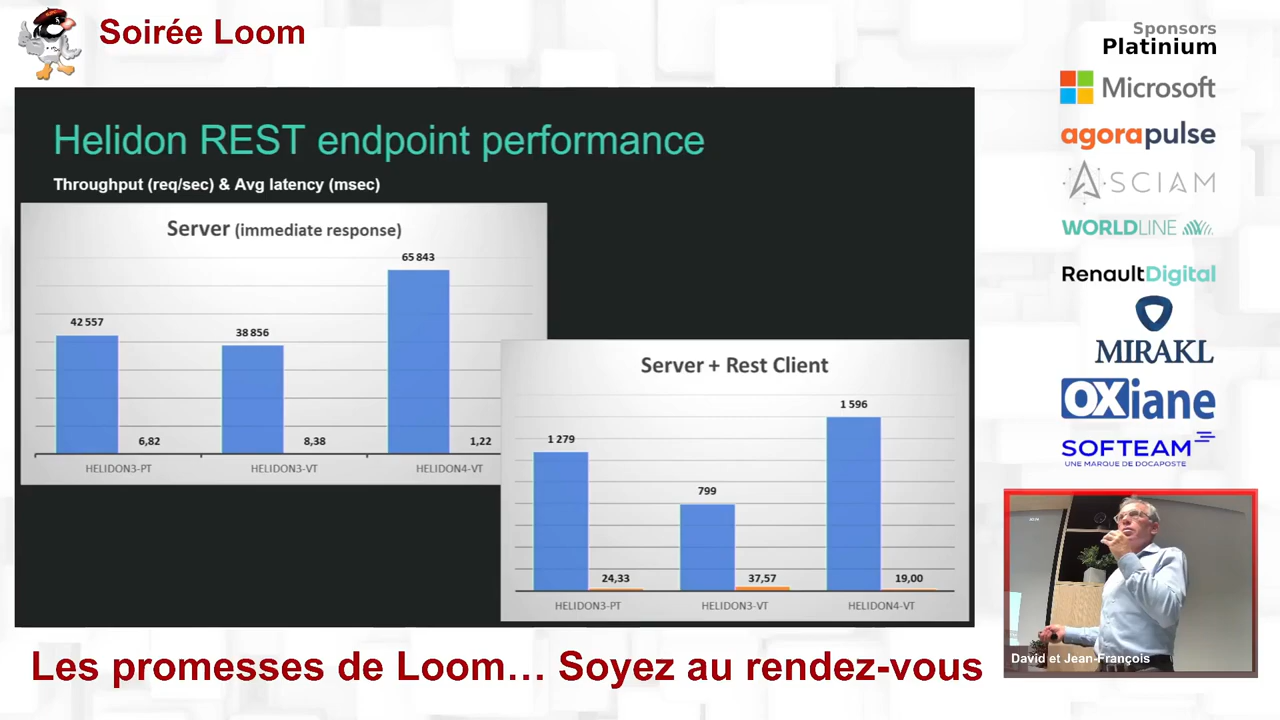 Soirée Loom
Sponsors
Platinium
Microsoft
agorapulse
ASCIAM
WORLDLINE
RenaultDigital
MIRAKL
OXiane
SOFTEAM
UNE MARQUE DE DOCAPOSTE
Helidon REST endpoint performance
Throughput (req/sec) & Avg latency (msec)
Server (immediate response)
65 843
42 557
38 856
6,82
8,38
1,22
HELIDON3-PT
HELIDON3-VT
HELIDON4-VT
Server + Rest Client
1 596
1 279
799
24,33
37,57
19,00
HELIDON3-PT
HELIDON3-VT
HELIDON4-VT
David et Jean-François
Les promesses de Loom… Soyez au rendez-vous